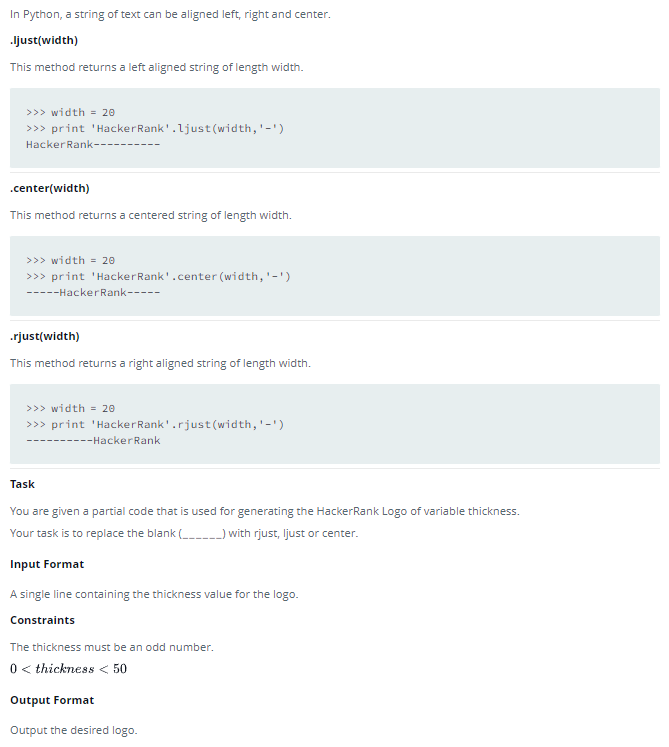 In Python, a string of text can be aligned left, right and center.
.ljust(width)
This method returns a left aligned string of length width.
>>> width = 20
>>> print 'HackerRank'.ljust(width,'-')
HackerRank----------
.center(width)
This method returns a centered string of length width.
>>> width = 20
>>> print 'HackerRank'.center(width,'-')
-----HackerRank-----
.rjust(width)
This method returns a right aligned string of length width.
>>> width = 20
>>> print 'HackerRank'.rjust(width,'-')
----------HackerRank
Task
You are given a partial code that is used for generating the HackerRank Logo of variable thickness.
Your task is to replace the blank (______) with rjust, ljust or center.
Input Format
A single line containing the thickness value for the logo.
Constraints
The thickness must be an odd number.
0 < thickness < 50
Output Format
Output the desired logo.